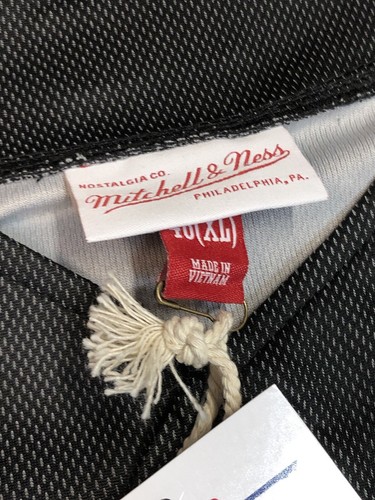 NOSTALGIA CO.
Mitchell & Ness
PHILADELPHIA, PA.
(XL)
MADE IN
VIETNAM